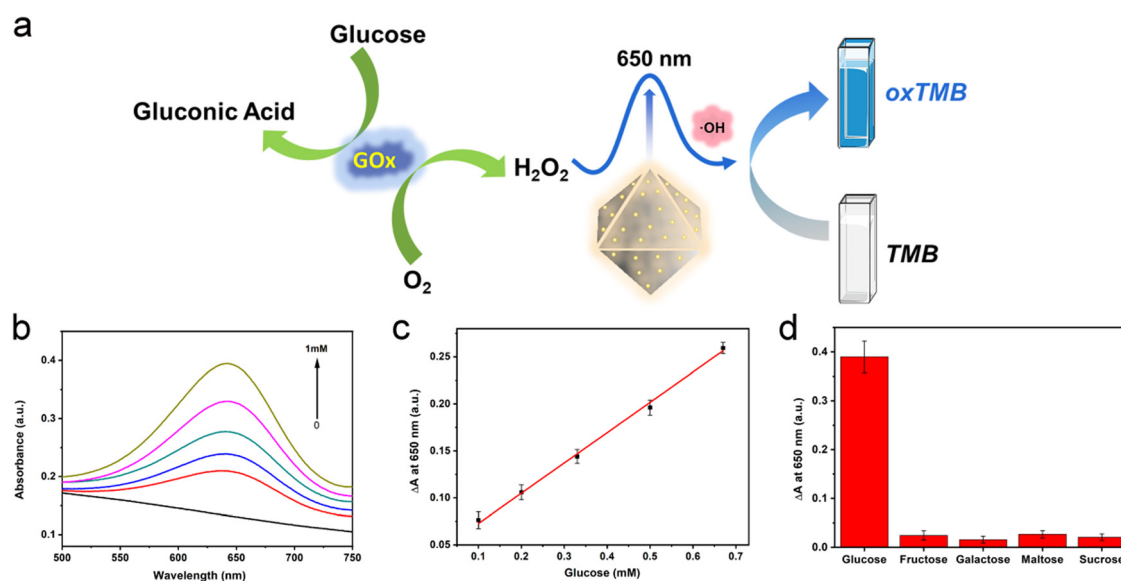 a
Glucose
Gluconic Acid
GOx
O₂
H₂O₂
650 nm
·OH
oxTMB
TMB
b
Absorbance (a.u.)
0.4
0.3
0.2
0.1
1mM
0
500 550 600 650 700 750
Wavelength (nm)
c
ΔA at 650 nm (a.u.)
0.25
0.20
0.15
0.10
0.05
0.1 0.2 0.3 0.4 0.5 0.6 0.7
Glucose (mM)
d
ΔA at 650 nm (a.u.)
0.4
0.3
0.2
0.1
0.0
Glucose Fructose Galactose Maltose Sucrose